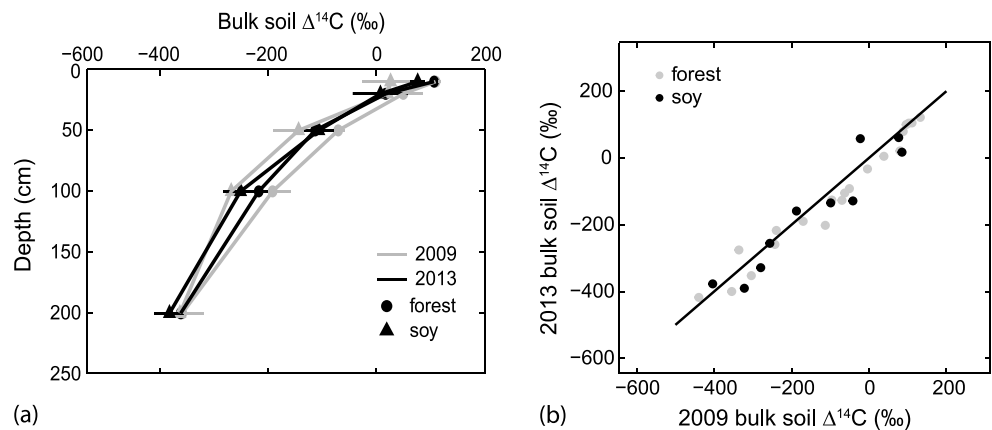 Bulk soil Δ¹⁴C (‰)
−600 −400 −200 0 200
0
50
100
150
200
250
Depth (cm)
2009
2013
forest
soy
(a)
forest
soy
200
0
−200
−400
−600
2013 bulk soil Δ¹⁴C (‰)
−600 −400 −200 0 200
2009 bulk soil Δ¹⁴C (‰)
(b)